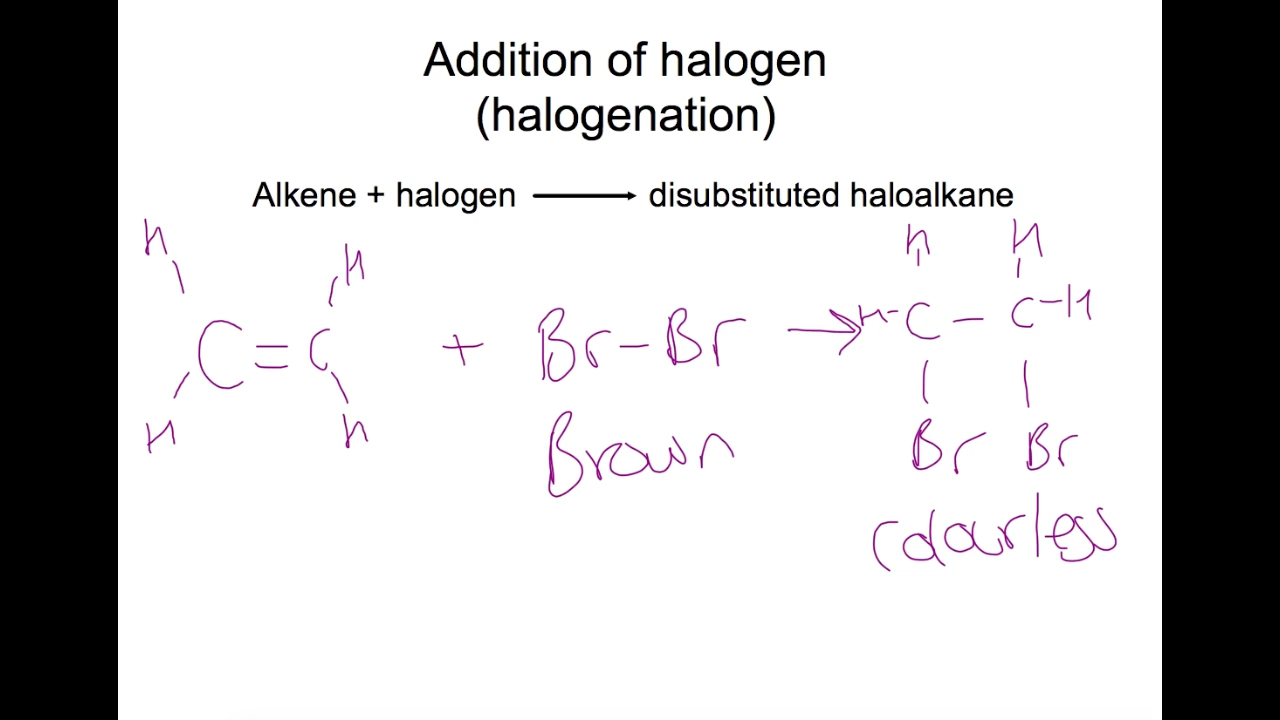 Addition of halogen
(halogenation)
Alkene + halogen ⟶ disubstituted haloalkane
H H H H
C = C + Br – Br → H – C – C – H
H H Br Br
Brown
colourless